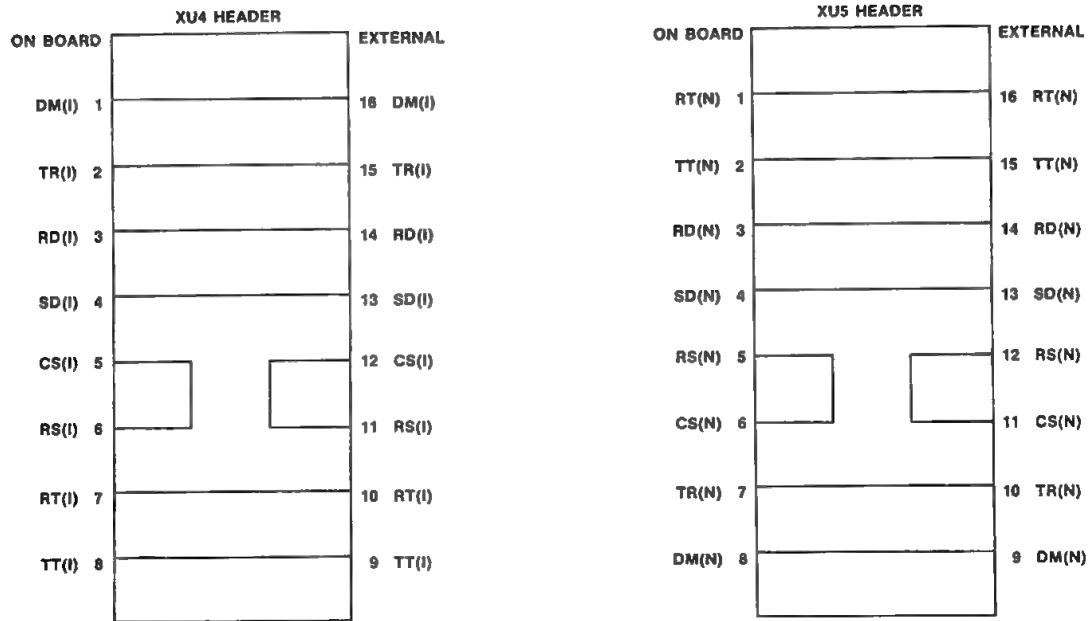 XU4 HEADER
ON BOARD EXTERNAL
DM(I) 1 16 DM(I)
TR(I) 2 15 TR(I)
RD(I) 3 14 RD(I)
SD(I) 4 13 SD(I)
CS(I) 5 12 CS(I)
RS(I) 6 11 RS(I)
RT(I) 7 10 RT(I)
TT(I) 8 9 TT(I)
XU5 HEADER
ON BOARD EXTERNAL
RT(N) 1 16 RT(N)
TT(N) 2 15 TT(N)
RD(N) 3 14 RD(N)
SD(N) 4 13 SD(N)
RS(N) 5 12 RS(N)
CS(N) 6 11 CS(N)
TR(N) 7 10 TR(N)
DM(N) 8 9 DM(N)